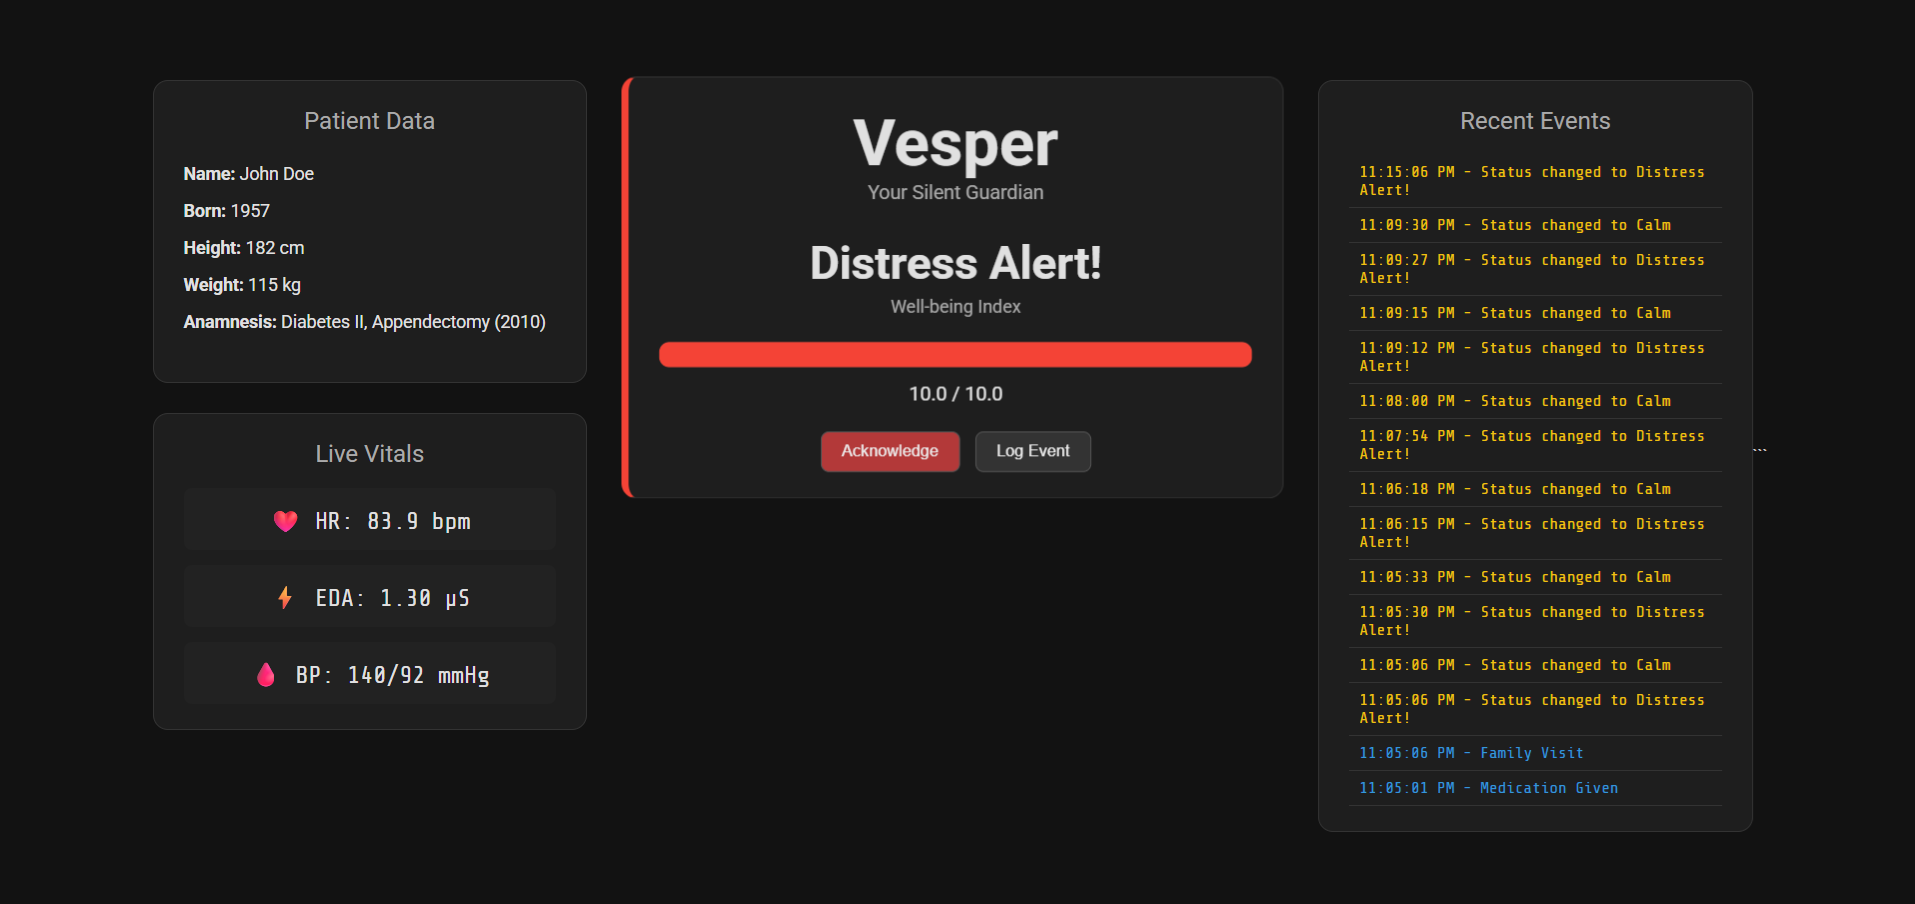 Patient Data
Name: John Doe
Born: 1957
Height: 182 cm
Weight: 115 kg
Anamnesis: Diabetes II, Appendectomy (2010)
Live Vitals
HR: 83.9 bpm
EDA: 1.30 µS
BP: 140/92 mmHg
Vesper
Your Silent Guardian
Distress Alert!
Well-being Index
10.0 / 10.0
Acknowledge
Log Event
Recent Events
11:15:06 PM - Status changed to Distress
Alert!
11:09:30 PM - Status changed to Calm
11:09:27 PM - Status changed to Distress
Alert!
11:09:15 PM - Status changed to Calm
11:09:12 PM - Status changed to Distress
Alert!
11:08:00 PM - Status changed to Calm
11:07:54 PM - Status changed to Distress
Alert!
11:06:18 PM - Status changed to Calm
11:06:15 PM - Status changed to Distress
Alert!
11:05:33 PM - Status changed to Calm
11:05:30 PM - Status changed to Distress
Alert!
11:05:06 PM - Status changed to Calm
11:05:06 PM - Status changed to Distress
Alert!
11:05:06 PM - Family Visit
11:05:01 PM - Medication Given
```